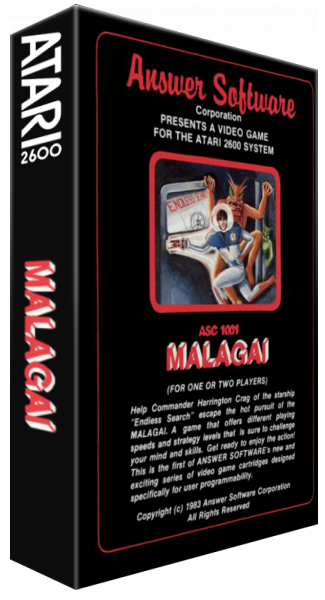 ATARI
2600
MALAGAI
Answer Software
Corporation
PRESENTS A VIDEO GAME
FOR THE ATARI 2600 SYSTEM
ENDLESS SEARCH
ASC 1001
MALAGAI
(FOR ONE OR TWO PLAYERS)
Help Commander Harrington Crag of the starship
"Endless Search" escape the hot pursuit of the
MALAGAI. A game that offers different playing
speeds and strategy levels that is sure to challenge
your mind and skills. Get ready to enjoy the action!
This is the first of ANSWER SOFTWARE's new and
exciting series of video game cartridges designed
specifically for user programmability.
Copyright (c) 1983 Answer Software Corporation
All Rights Reserved